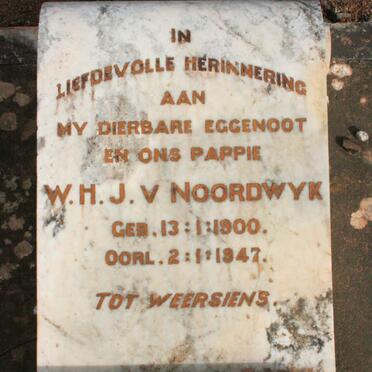 IN
LIEFDEVOLLE HERINNERING
AAN
MY DIERBARE EGGENOOT
EN ONS PAPPIE
W.H.J. V NOORDWYK
GEB. 13:1:1900.
OORL. 2:1:1947.
TOT WEERSIENS.